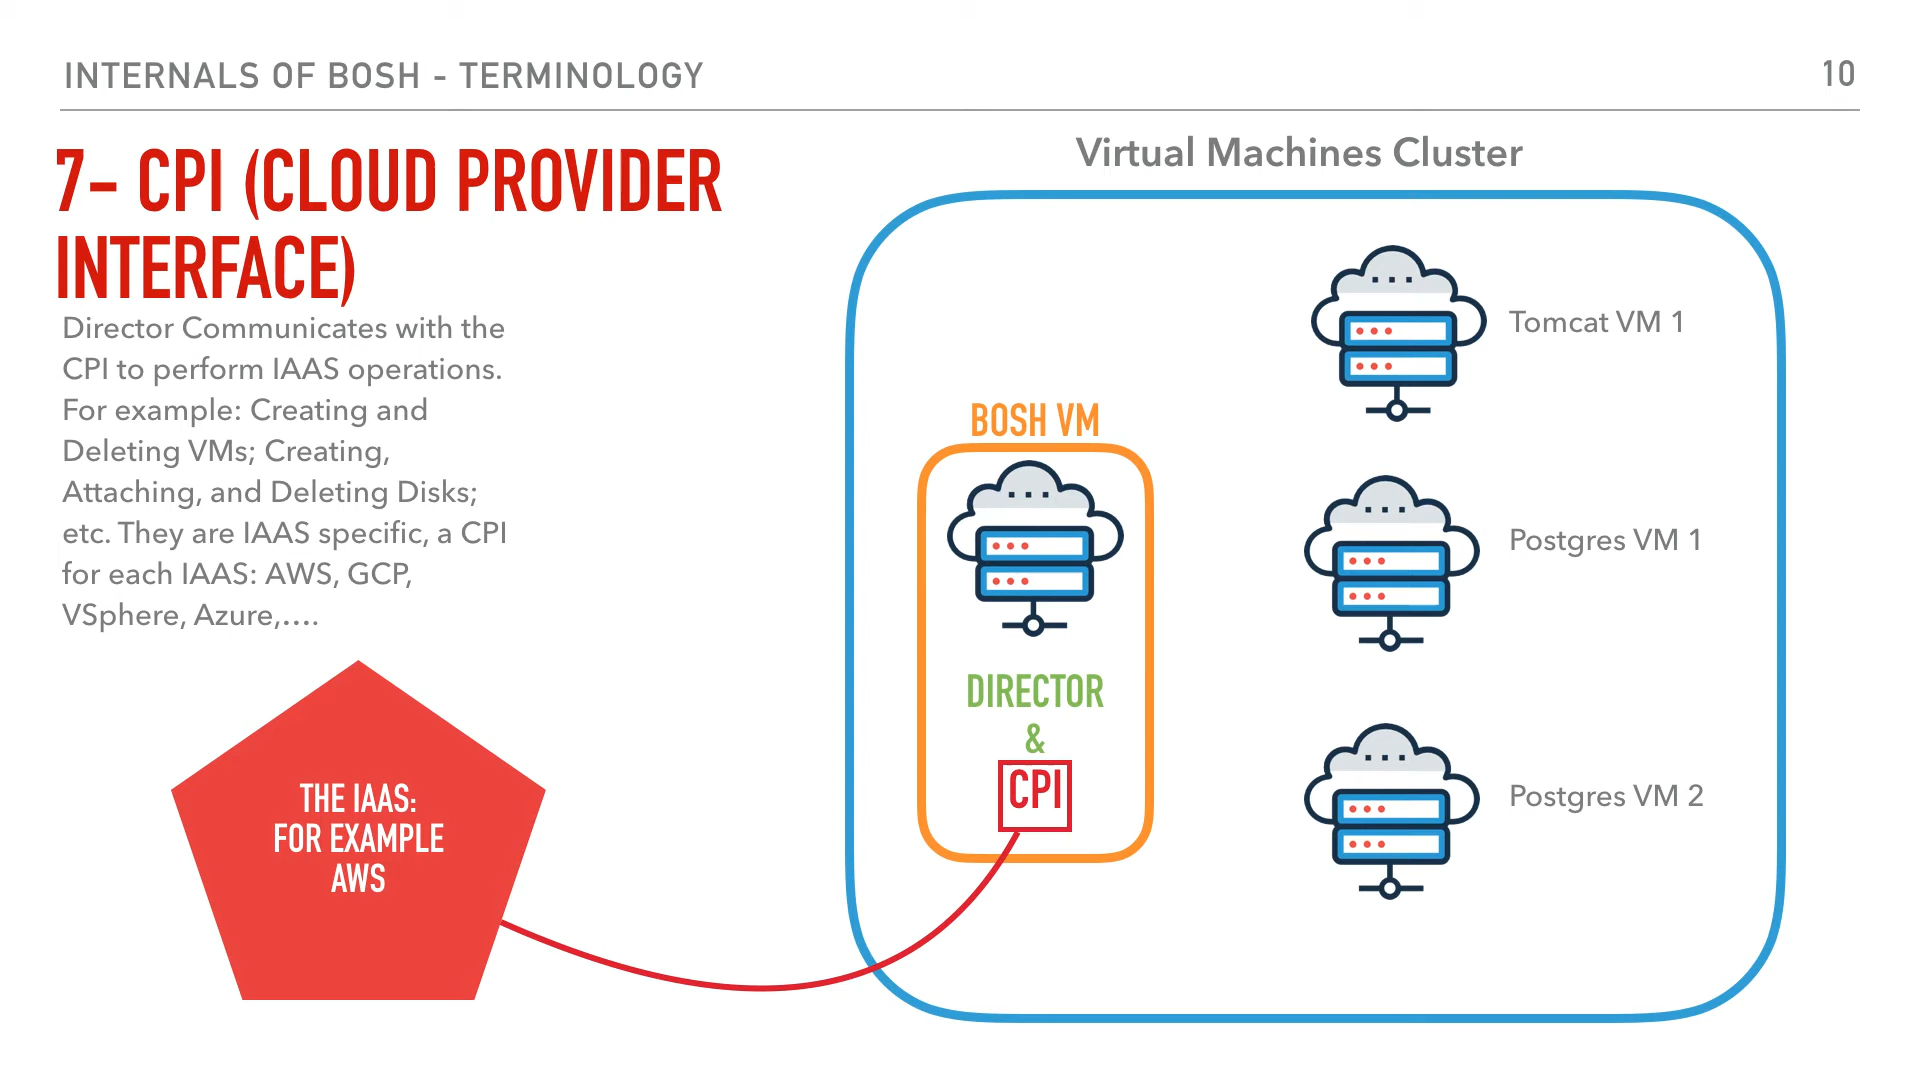 INTERNALS OF BOSH - TERMINOLOGY
10
7- CPI (CLOUD PROVIDER
INTERFACE)
Director Communicates with the
CPI to perform IAAS operations.
For example: Creating and
Deleting VMs; Creating,
Attaching, and Deleting Disks;
etc. They are IAAS specific, a CPI
for each IAAS: AWS, GCP,
VSphere, Azure,....
THE IAAS:
FOR EXAMPLE
AWS
Virtual Machines Cluster
BOSH VM
DIRECTOR
&
CPI
Tomcat VM 1
Postgres VM 1
Postgres VM 2